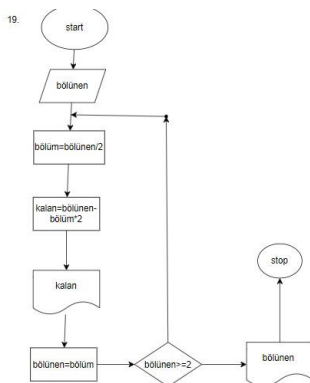 19.
start
bölünen
bölüm=bölünen/2
kalan=bölünen-
bölüm*2
kalan
bölünen=bölüm
bölünen>=2
bölünen
stop